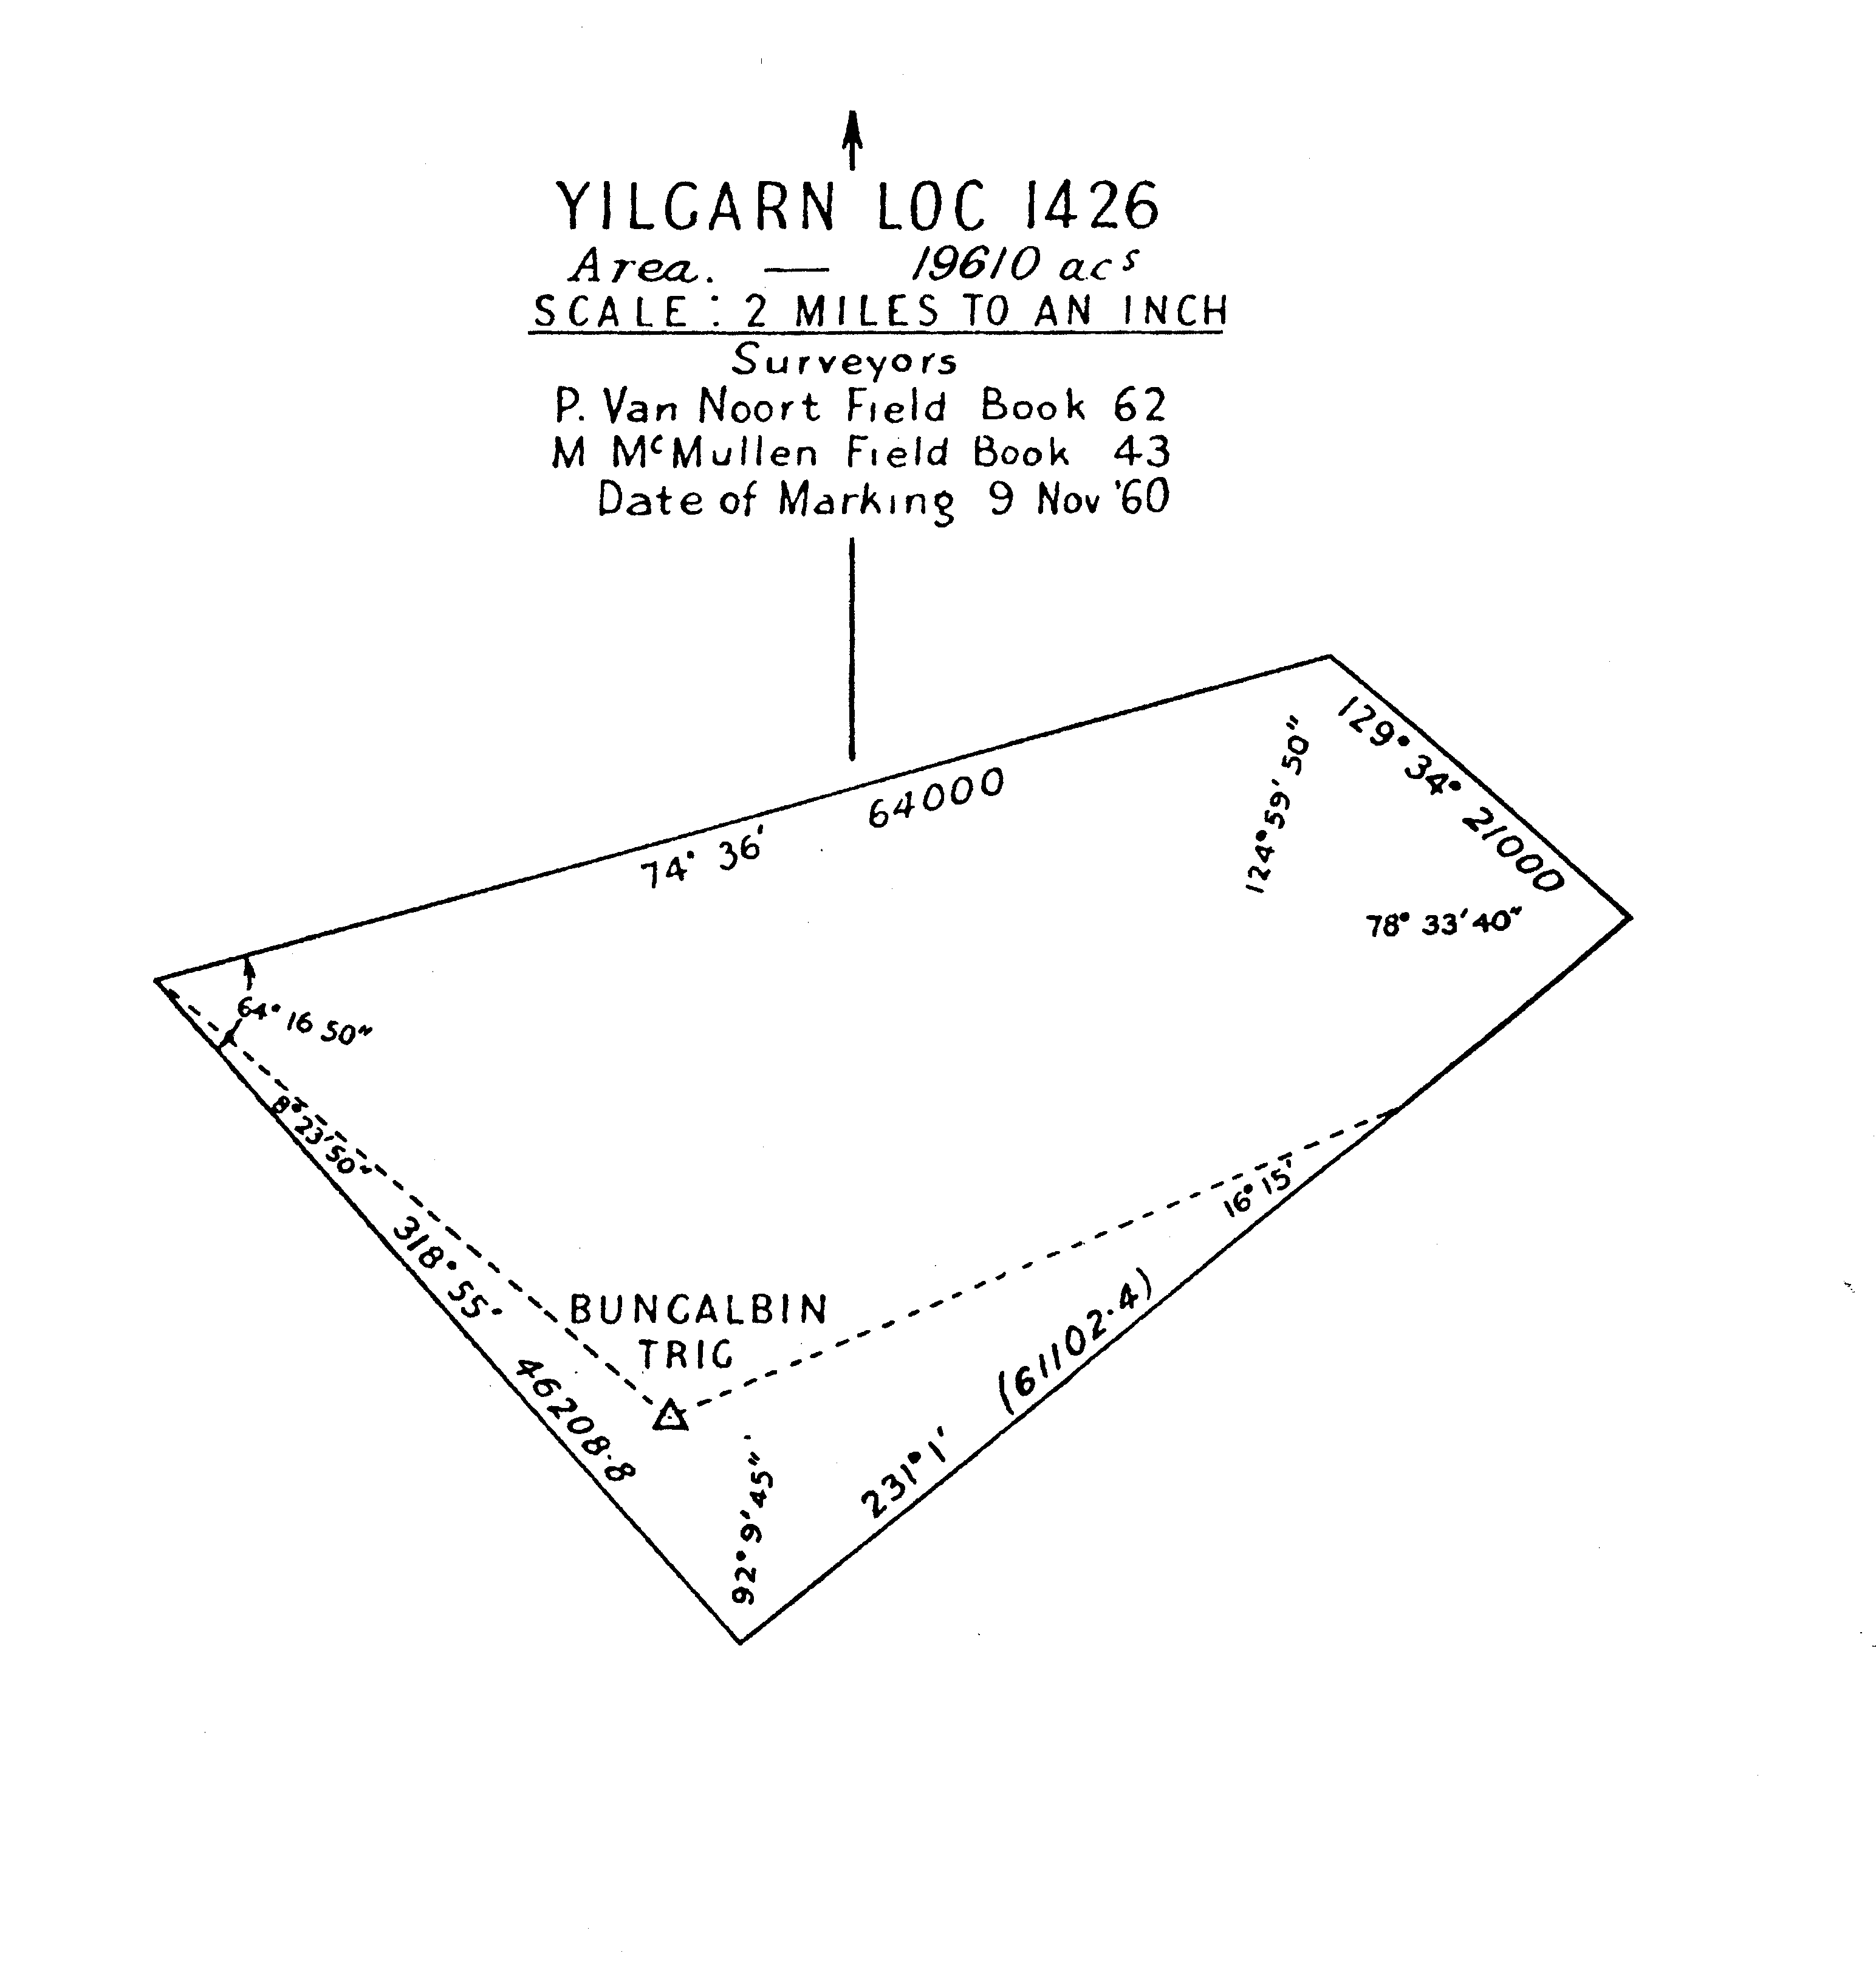 YILGARN LOC 1426
Area. — 19610 acs
SCALE : 2 MILES TO AN INCH
Surveyors
P. Van Noort Field Book 62
M McMullen Field Book 43
Date of Marking 9 Nov '60
74° 36'
64000
129° 34°
21000
124° 59' 50"
78° 33' 40"
64° 16 50"
8° 23' 50"
318° 55'
46208.8
BUNGALBIN
TRIG
16° 15'
(61102.4)
231° 1'
92° 9' 45"